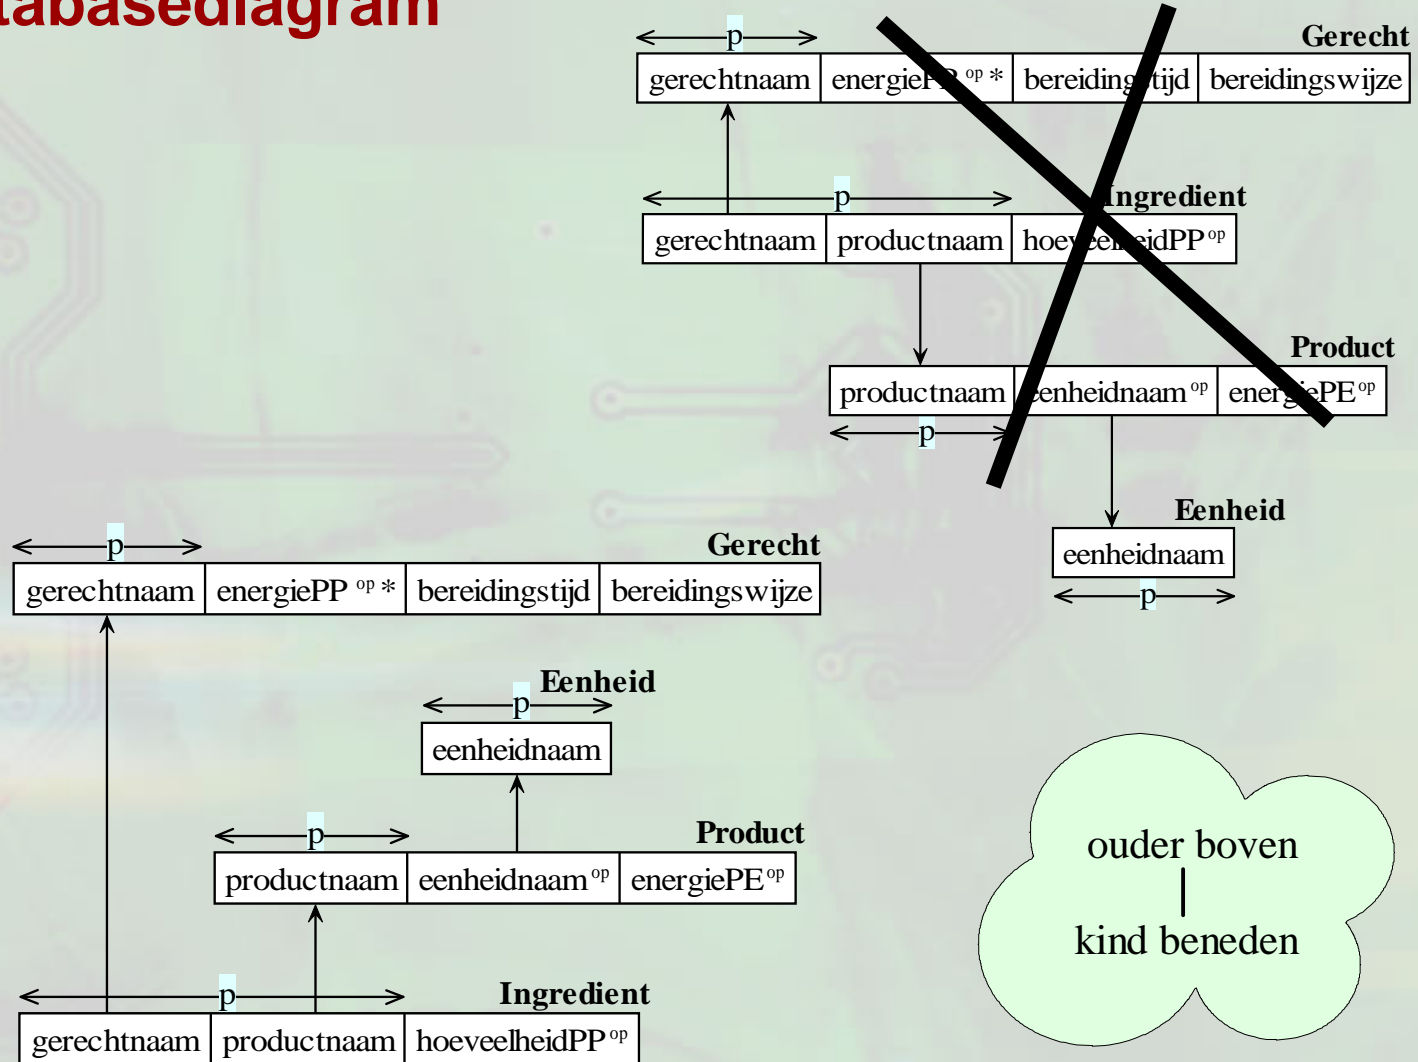 tabasediagram
p Gerecht
gerechtnaam energiePP op * bereidingstijd bereidingswijze
p Ingredient
gerechtnaam productnaam hoeveelheidPP op
Product
productnaam eenheidnaam op energiePE op
p
Eenheid
eenheidnaam
p
p Gerecht
gerechtnaam energiePP op * bereidingstijd bereidingswijze
Eenheid
p
eenheidnaam
p Product
productnaam eenheidnaam op energiePE op
p Ingredient
gerechtnaam productnaam hoeveelheidPP op
ouder boven
kind beneden